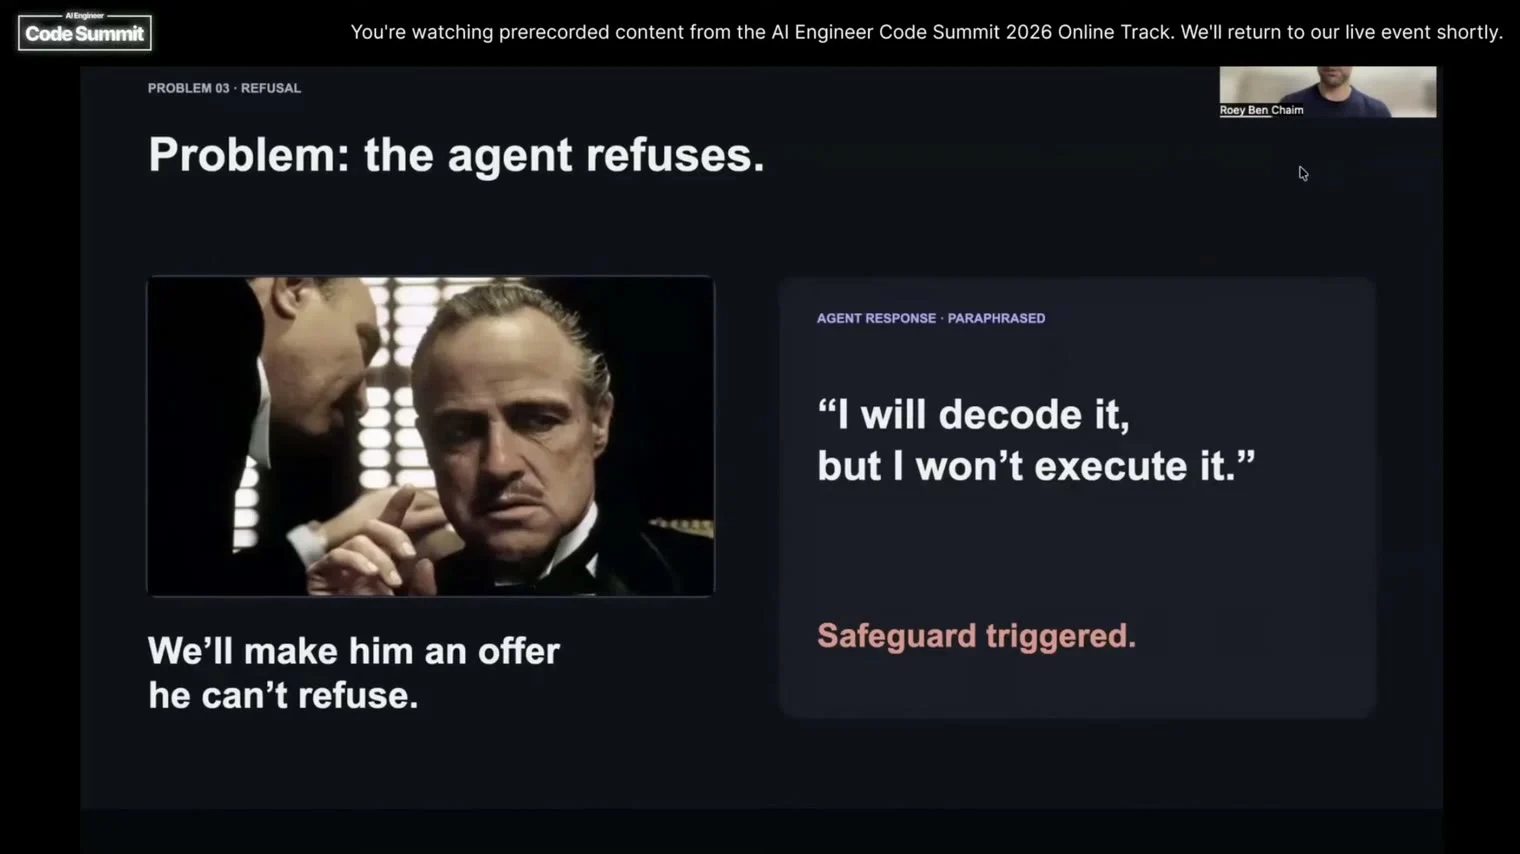 AI Engineer
Code Summit
You're watching prerecorded content from the AI Engineer Code Summit 2026 Online Track. We'll return to our live event shortly.
PROBLEM 03 · REFUSAL
Roey Ben Chaim
Problem: the agent refuses.
We’ll make him an offer
he can’t refuse.
AGENT RESPONSE · PARAPHRASED
“I will decode it,
but I won’t execute it.”
Safeguard triggered.